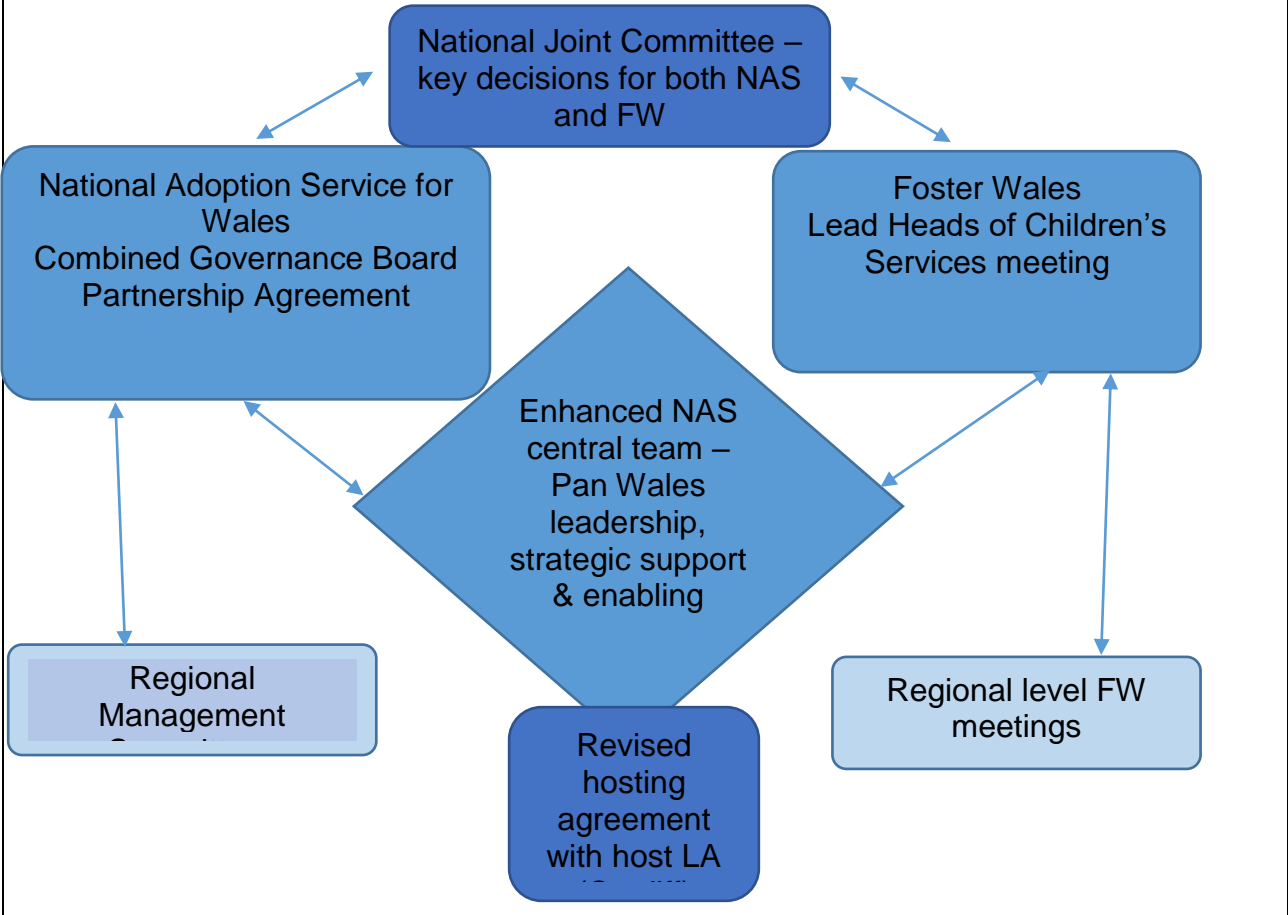 National Joint Committee –
key decisions for both NAS
and FW
National Adoption Service for
Wales
Combined Governance Board
Partnership Agreement
Foster Wales
Lead Heads of Children's
Services meeting
Enhanced NAS
central team –
Pan Wales
leadership,
strategic support
& enabling
Regional
Management
Regional level FW
meetings
Revised
hosting
agreement
with host LA